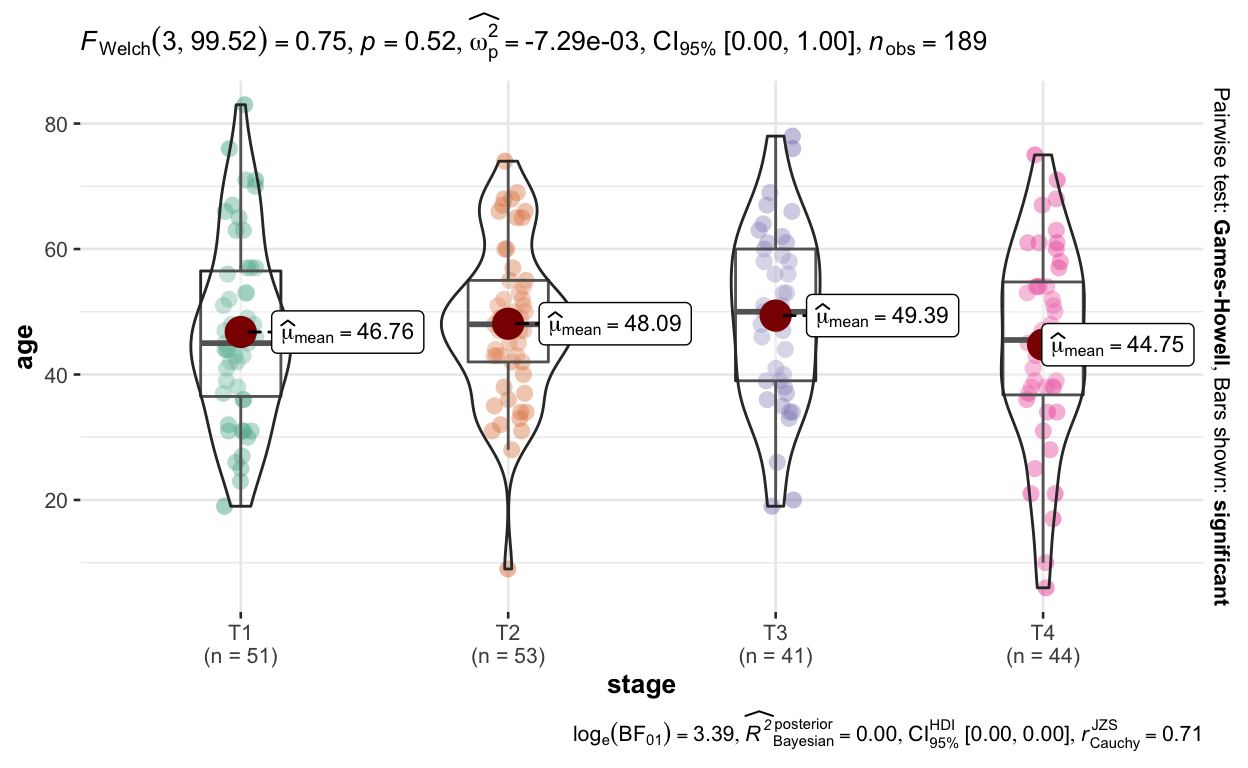 F_Welch(3, 99.52) = 0.75, p = 0.52, ω̂²_p = -7.29e-03, CI_95% [0.00, 1.00], n_obs = 189
Pairwise test: Games-Howell, Bars shown: significant
age
80
60
40
20
μ̂_mean = 46.76
μ̂_mean = 48.09
μ̂_mean = 49.39
μ̂_mean = 44.75
T1
(n = 51)
T2
(n = 53)
T3
(n = 41)
T4
(n = 44)
stage
log_e(BF_01) = 3.39, R̂²^posterior_Bayesian = 0.00, CI^HDI_95% [0.00, 0.00], r^JZS_Cauchy = 0.71